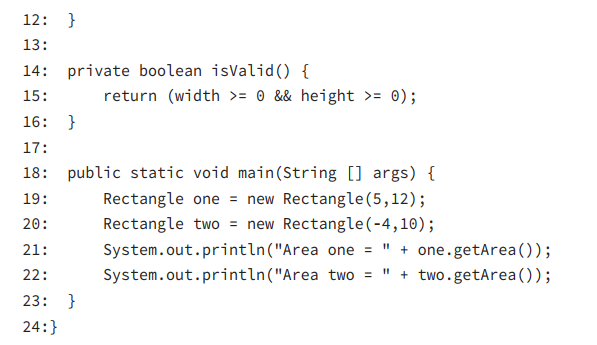 12:  }
13:
14:  private boolean isValid() {
15:      return (width >= 0 && height >= 0);
16:  }
17:
18:  public static void main(String [] args) {
19:      Rectangle one = new Rectangle(5,12);
20:      Rectangle two = new Rectangle(-4,10);
21:      System.out.println("Area one = " + one.getArea());
22:      System.out.println("Area two = " + two.getArea());
23:  }
24:}